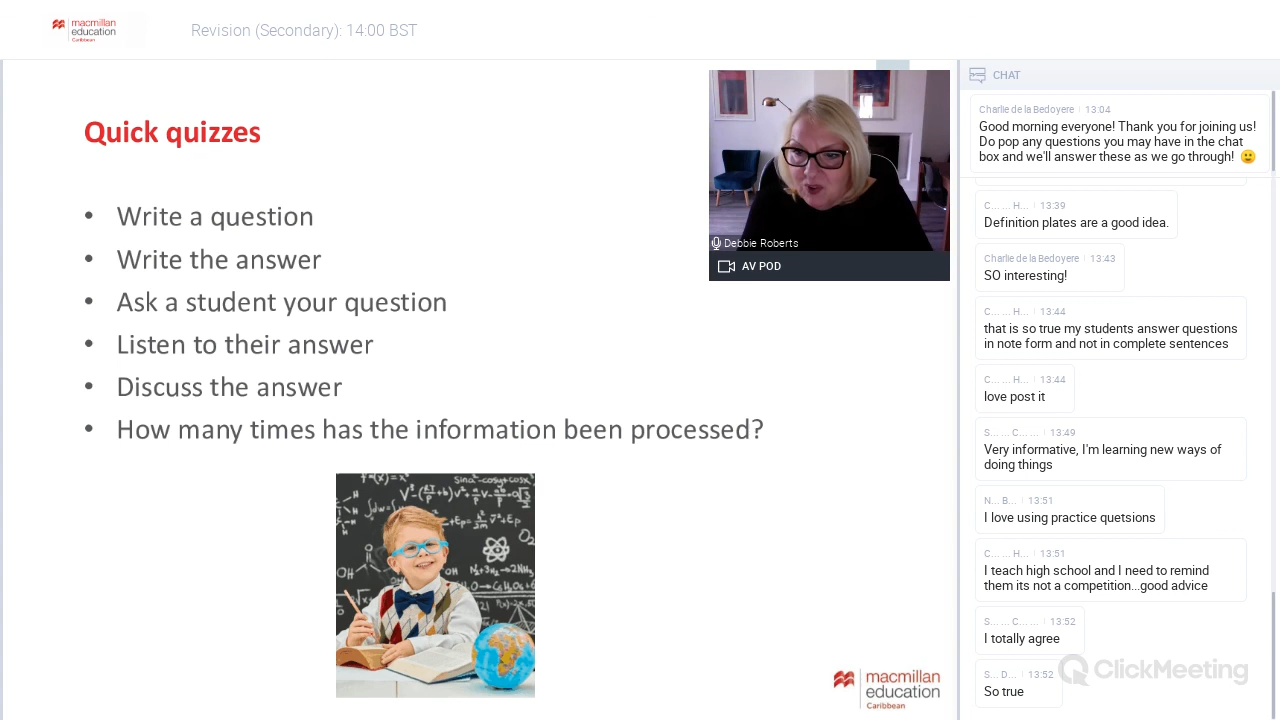 macmillan
education
Caribbean
Revision (Secondary): 14:00 BST
Quick quizzes
• Write a question
• Write the answer
• Ask a student your question
• Listen to their answer
• Discuss the answer
• How many times has the information been processed?
Debbie Roberts
AV POD
macmillan
education
Caribbean
CHAT
Charlie de la Bedoyere | 13:04
Good morning everyone! Thank you for joining us!
Do pop any questions you may have in the chat
box and we'll answer these as we go through! 🙂
C... ... H... | 13:39
Definition plates are a good idea.
Charlie de la Bedoyere | 13:43
SO interesting!
C... ... H... | 13:44
that is so true my students answer questions
in note form and not in complete sentences
C... ... H... | 13:44
love post it
S... ... C... ... | 13:49
Very informative, I'm learning new ways of
doing things
N... B... | 13:51
I love using practice quetsions
C... ... H... | 13:51
I teach high school and I need to remind
them its not a competition...good advice
S... ... C... ... | 13:52
I totally agree
S... D... | 13:52
So true
ClickMeeting